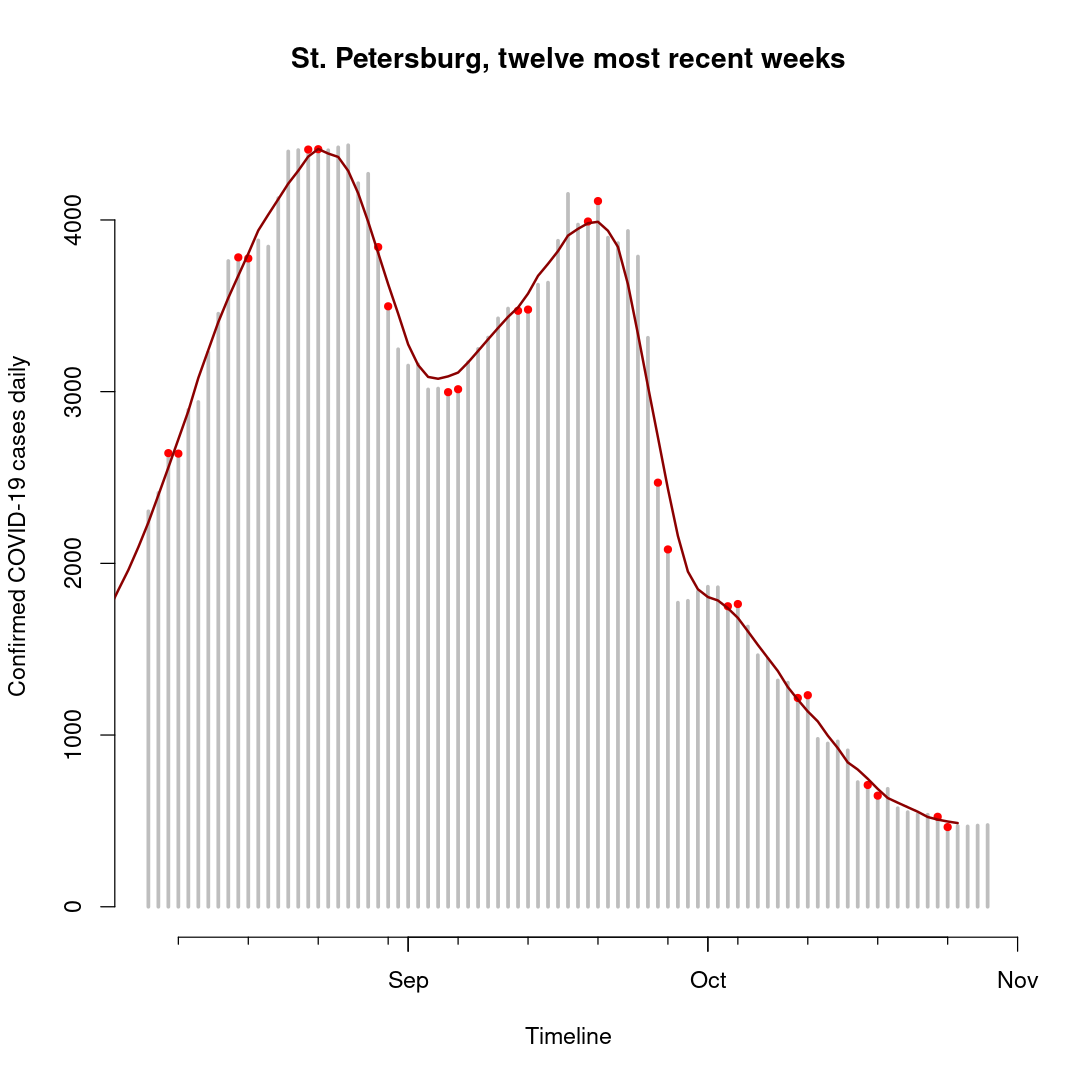 St. Petersburg, twelve most recent weeks
Confirmed COVID-19 cases daily
4000
3000
2000
1000
0
Sep
Oct
Nov
Timeline